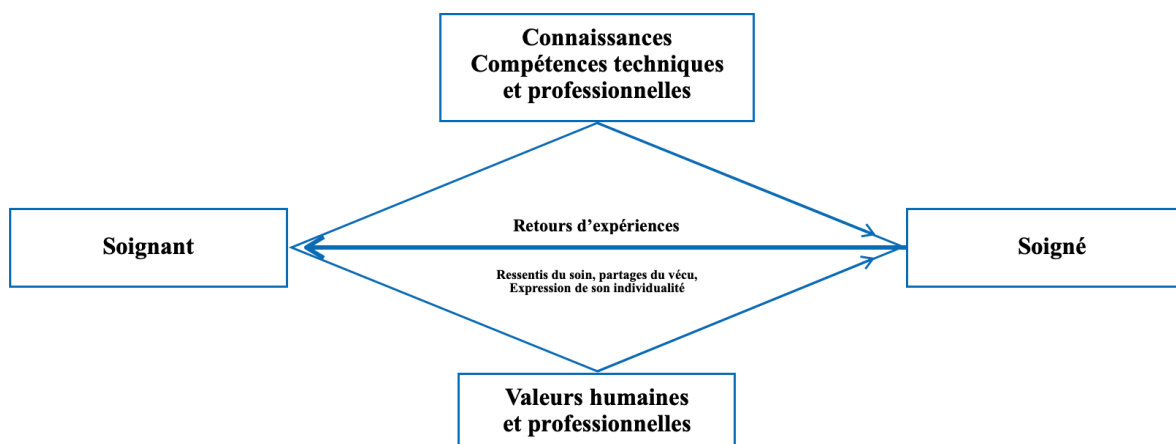 Connaissances
Compétences techniques
et professionnelles
Soignant
Retours d’expériences
Soigné
Ressentis du soin, partages du vécu,
Expression de son individualité
Valeurs humaines
et professionnelles